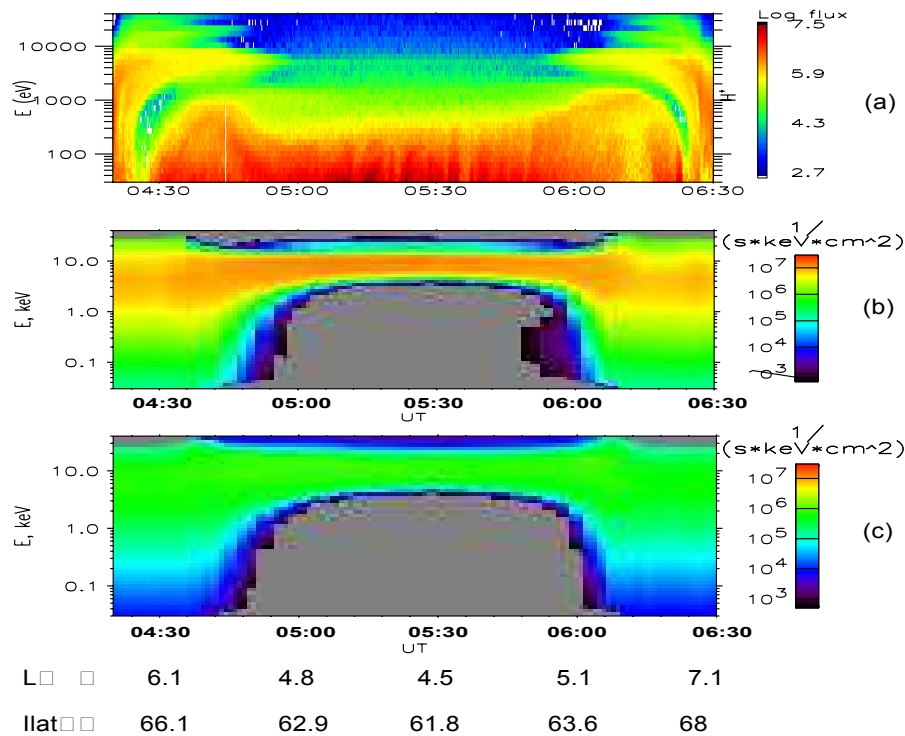 Log flux
7.5
5.9
4.3
2.7
H+
E (eV)
10000
1000
100
04:30 05:00 05:30 06:00 06:30
(a)
1/
(s*keV*cm^2)
10^7
10^6
10^5
10^4
10^3
E, keV
10.0
1.0
0.1
04:30 05:00 05:30 06:00 06:30
UT
(b)
1/
(s*keV*cm^2)
10^7
10^6
10^5
10^4
10^3
E, keV
10.0
1.0
0.1
04:30 05:00 05:30 06:00 06:30
UT
(c)
L□ □ 6.1 4.8 4.5 5.1 7.1
Ilat□□ 66.1 62.9 61.8 63.6 68